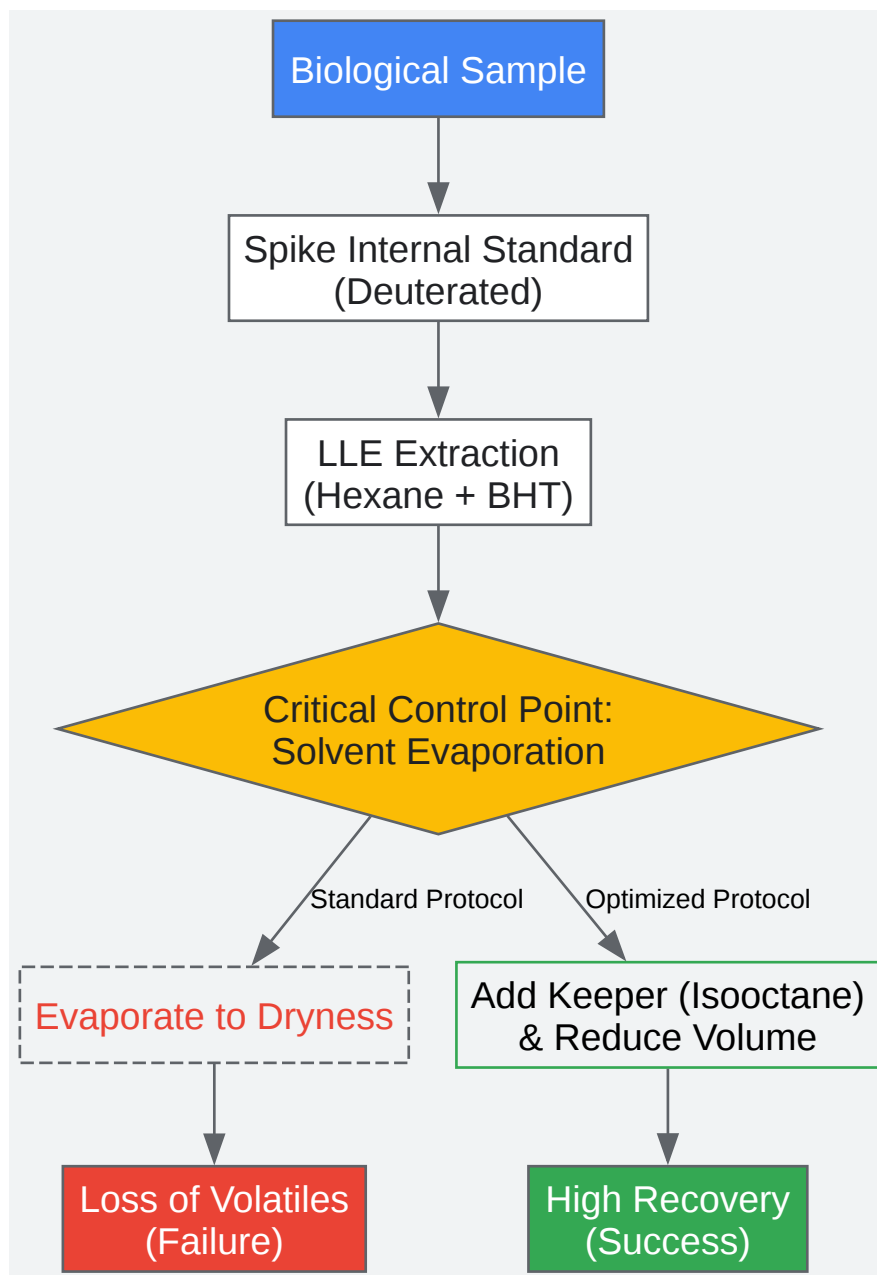 Biological Sample
Spike Internal Standard
(Deuterated)
LLE Extraction
(Hexane + BHT)
Critical Control Point:
Solvent Evaporation
Standard Protocol
Optimized Protocol
Evaporate to Dryness
Add Keeper (Isooctane)
& Reduce Volume
Loss of Volatiles
(Failure)
High Recovery
(Success)